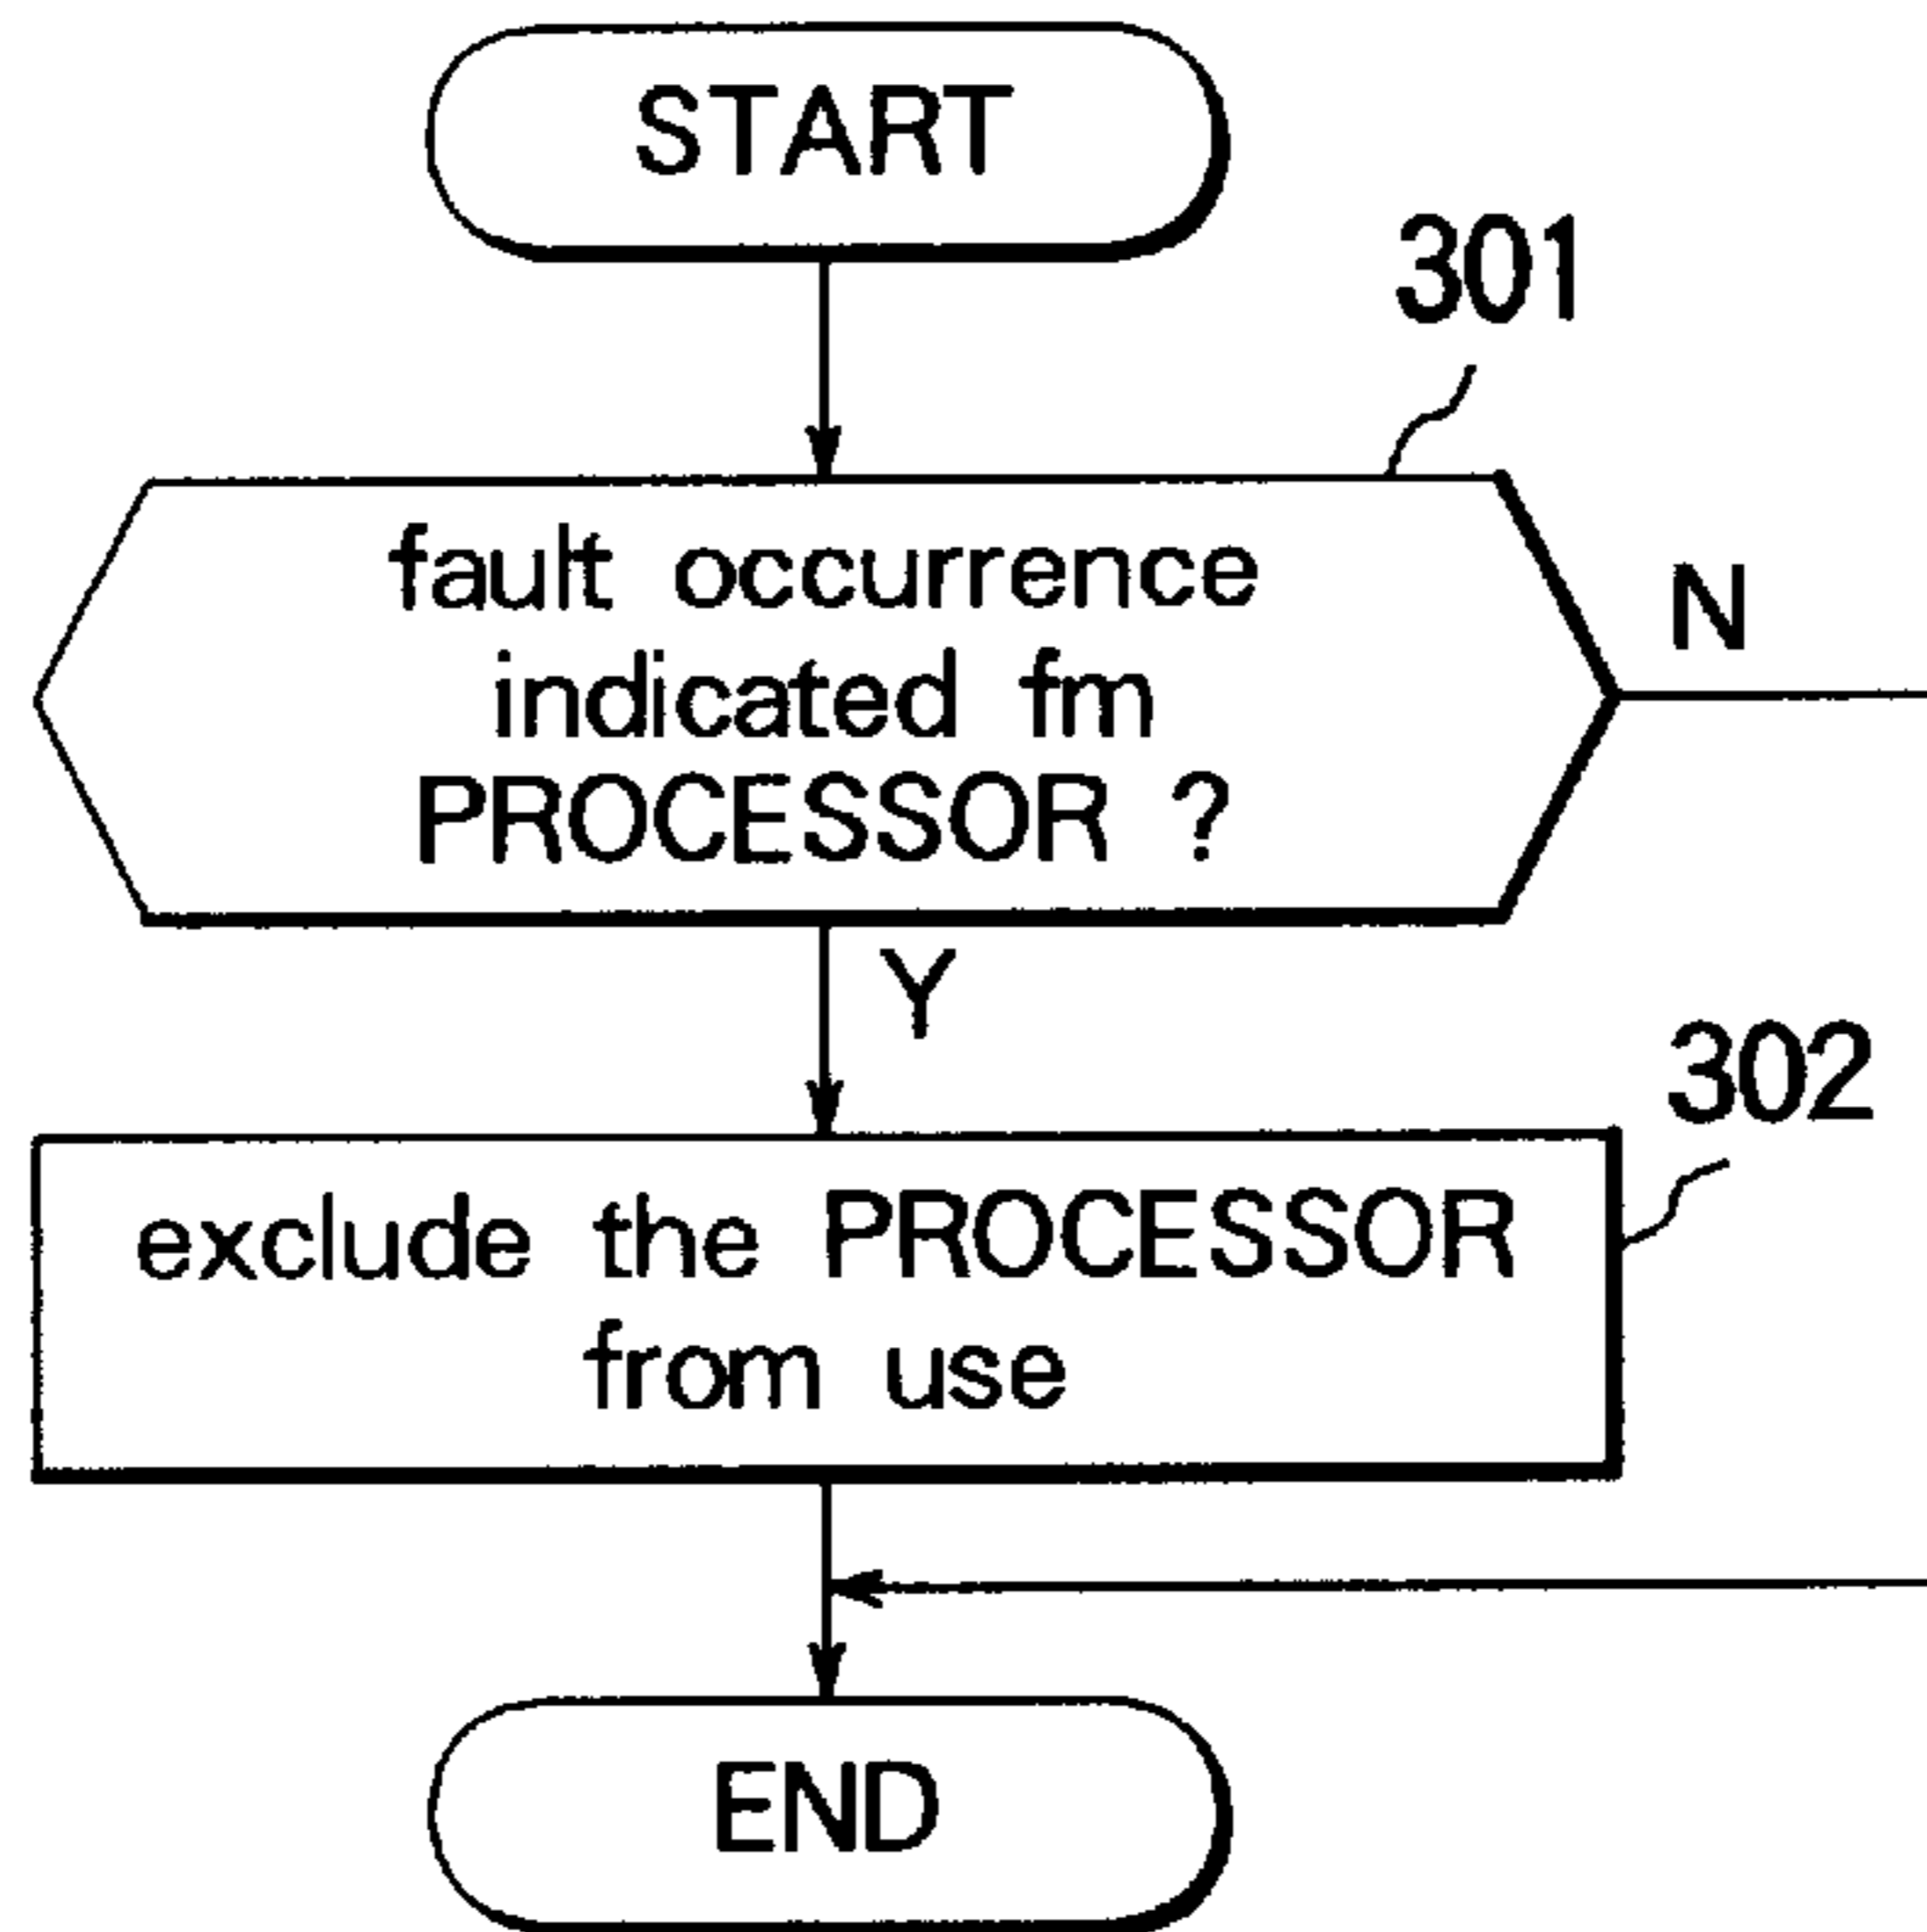 START
301
fault occurrence
indicated fm
PROCESSOR ?
N
Y
302
exclude the PROCESSOR
from use
END